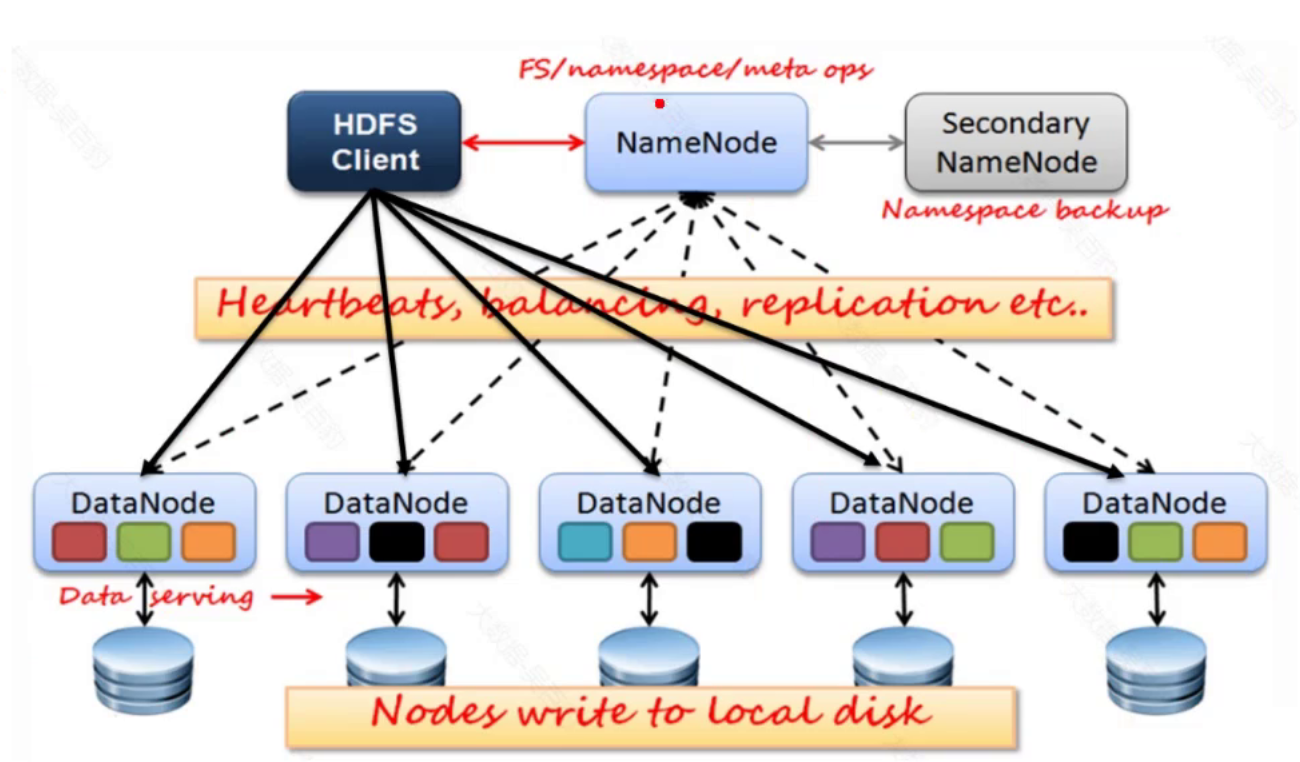 FS/namespace/meta ops
HDFS
Client
NameNode
Secondary
NameNode
Namespace backup
Heartbeats, balancing, replication etc..
DataNode
DataNode
DataNode
DataNode
DataNode
Data serving
Nodes write to local disk